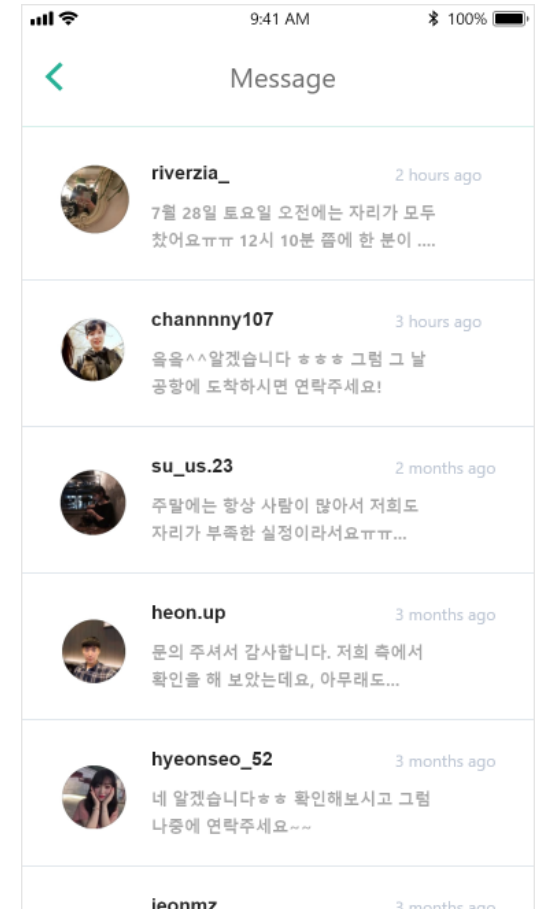 9:41 AM 100%
Message
riverzia_ 2 hours ago
7월 28일 토요일 오전에는 자리가 모두
찼어요ㅠㅠ 12시 10분 쯤에 한 분이 ....
channnny107 3 hours ago
옼옼^^알겠습니다 ㅎㅎㅎ 그럼 그 날
공항에 도착하시면 연락주세요!
su_us.23 2 months ago
주말에는 항상 사람이 많아서 저희도
자리가 부족한 실정이라서요ㅠㅠ...
heon.up 3 months ago
문의 주셔서 감사합니다. 저희 측에서
확인을 해 보았는데요, 아무래도...
hyeonseo_52 3 months ago
네 알겠습니다ㅎㅎ 확인해보시고 그럼
나중에 연락주세요~~
jeonmz 3 months ago